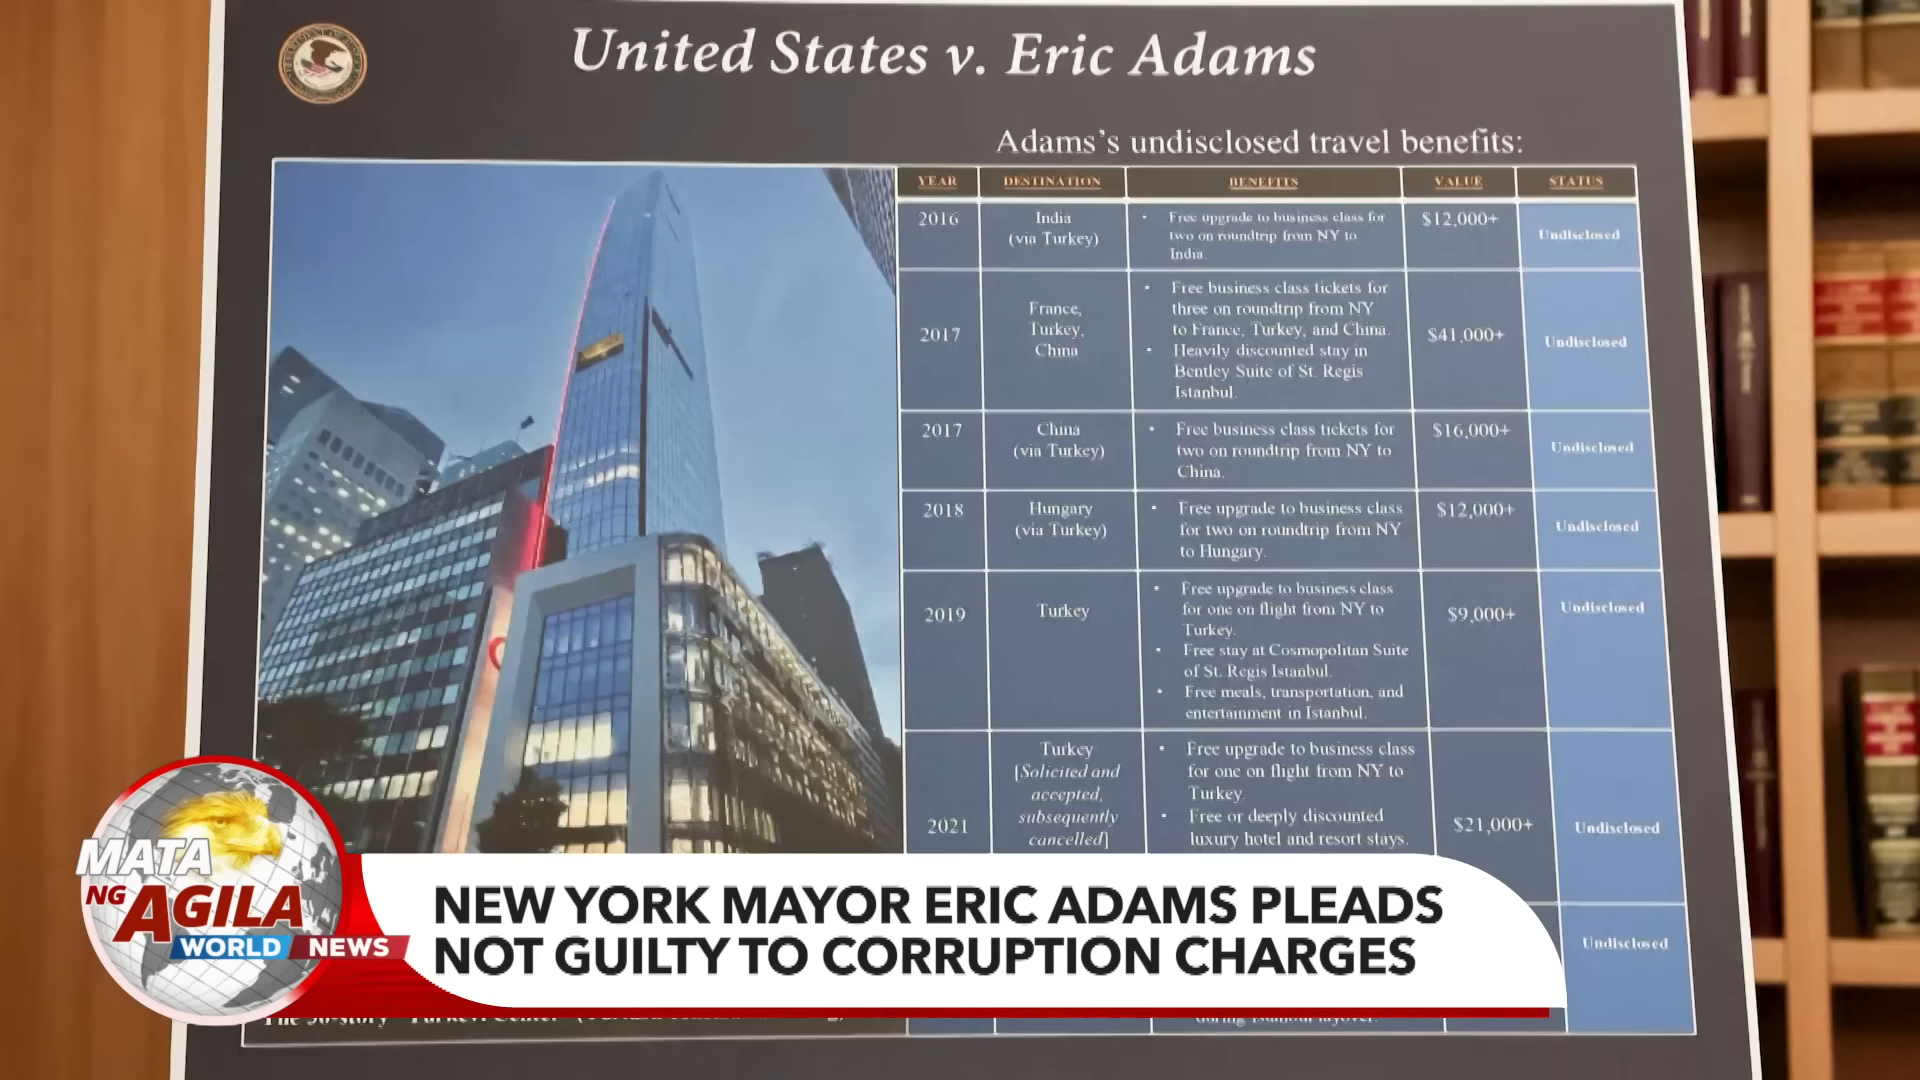 United States v. Eric Adams
Adams's undisclosed travel benefits:
YEAR DESTINATION BENEFITS VALUE STATUS
2016
India
(via Turkey)
• Free upgrade to business class for
two on roundtrip from NY to
India.
$12,000+
Undisclosed
2017
France,
Turkey,
China
• Free business class tickets for
three on roundtrip from NY
to France, Turkey, and China.
• Heavily discounted stay in
Bentley Suite of St. Regis
Istanbul.
$41,000+
Undisclosed
2017
China
(via Turkey)
• Free business class tickets for
two on roundtrip from NY to
China.
$16,000+
Undisclosed
2018
Hungary
(via Turkey)
• Free upgrade to business class
for two on roundtrip from NY
to Hungary.
$12,000+
Undisclosed
2019
Turkey
• Free upgrade to business class
for one on flight from NY to
Turkey.
• Free stay at Cosmopolitan Suite
of St. Regis Istanbul.
• Free meals, transportation, and
entertainment in Istanbul.
$9,000+
Undisclosed
2021
Turkey
[Solicited and
accepted,
subsequently
cancelled]
• Free upgrade to business class
for one on flight from NY to
Turkey.
• Free or deeply discounted
luxury hotel and resort stays.
$21,000+
Undisclosed
Undisclosed
MATA
NG AGILA
WORLD NEWS
NEW YORK MAYOR ERIC ADAMS PLEADS
NOT GUILTY TO CORRUPTION CHARGES